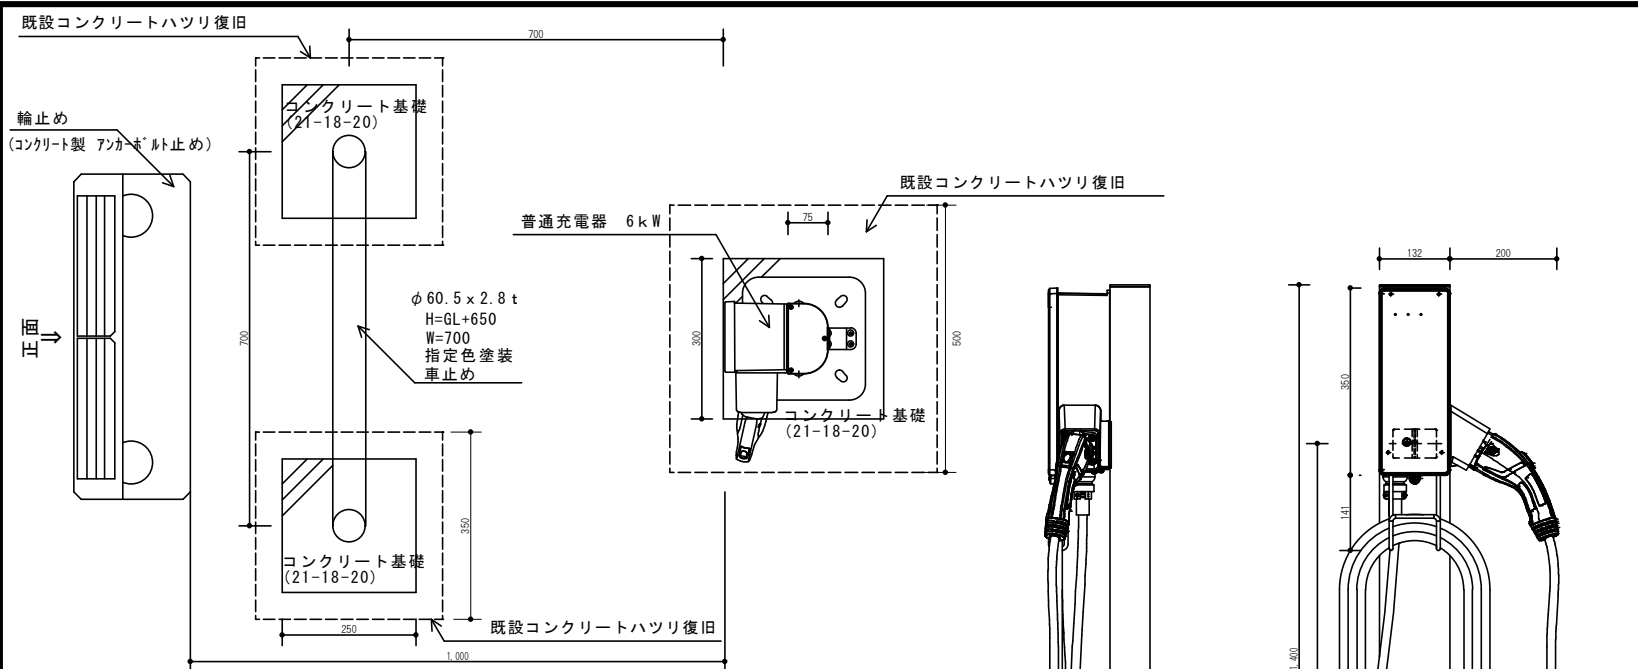 既設コンクリートハツリ復旧
700
コンクリート基礎
(21-18-20)
輪止め
(コンクリート製 アンカーボルト止め)
既設コンクリートハツリ復旧
普通充電器 6kW
75
132
200
φ60.5x2.8t
H=GL+650
W=700
指定色塗装
車止め
正面
⇒
700
300
500
350
コンクリート基礎
(21-18-20)
141
350
コンクリート基礎
(21-18-20)
既設コンクリートハツリ復旧
250
1,000
1,400